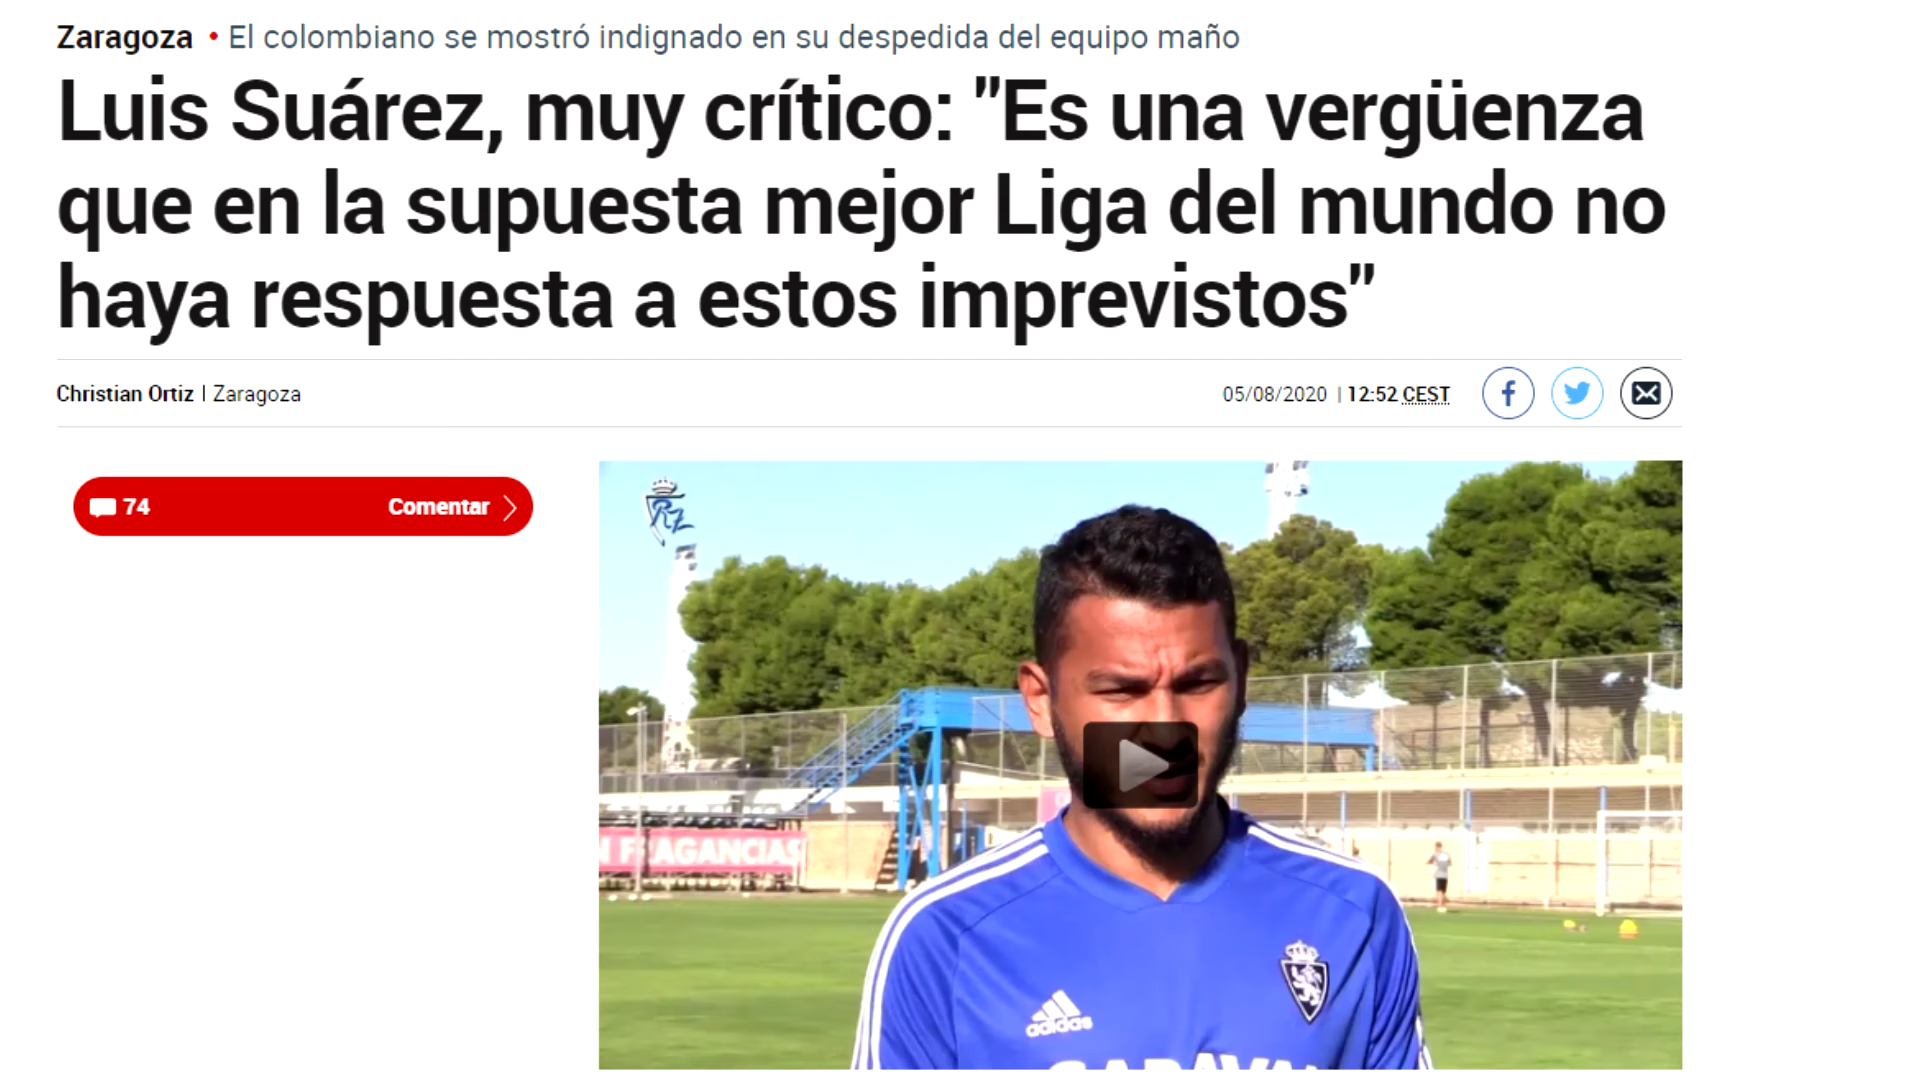 Zaragoza • El colombiano se mostró indignado en su despedida del equipo maño
Luis Suárez, muy crítico: "Es una vergüenza
que en la supuesta mejor Liga del mundo no
haya respuesta a estos imprevistos"
Christian Ortiz | Zaragoza
05/08/2020 | 12:52 CEST
74 Comentar
RZ
N FRAGANCIAS
adidas